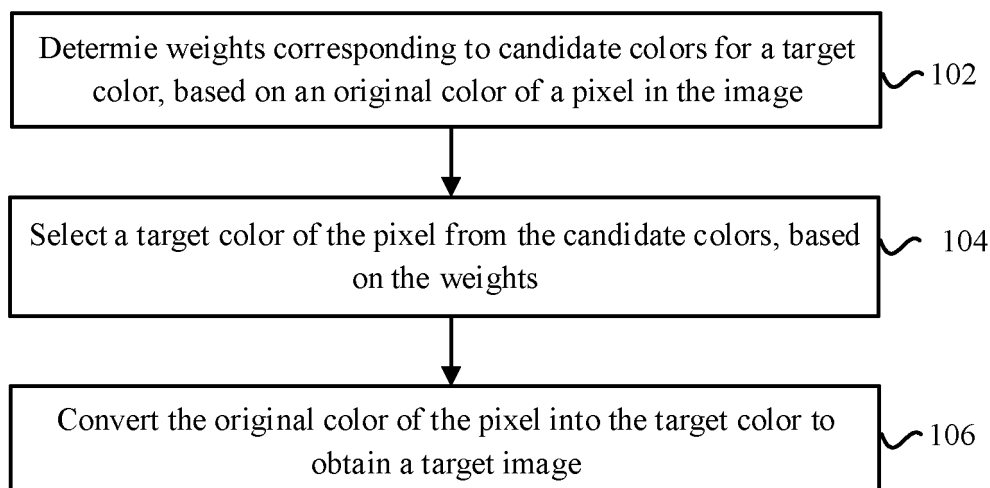 Determie weights corresponding to candidate colors for a target
color, based on an original color of a pixel in the image
102
Select a target color of the pixel from the candidate colors, based
on the weights
104
Convert the original color of the pixel into the target color to
obtain a target image
106